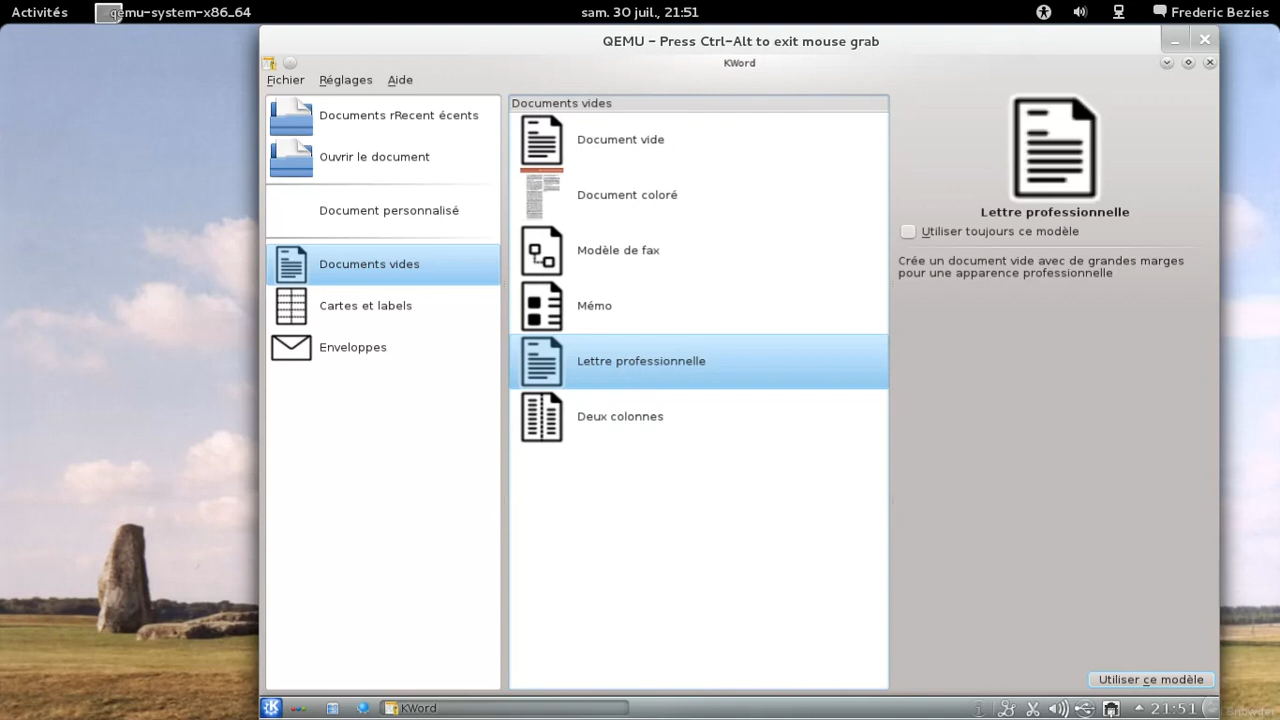 Activités
qemu-system-x86_64
sam. 30 juil., 21:51
Frederic Bezies
QEMU – Press Ctrl-Alt to exit mouse grab
KWord
Fichier
Réglages
Aide
Documents rRecent écents
Ouvrir le document
Document personnalisé
Documents vides
Cartes et labels
Enveloppes
Documents vides
Document vide
Document coloré
Modèle de fax
Mémo
Lettre professionnelle
Deux colonnes
Lettre professionnelle
Utiliser toujours ce modèle
Crée un document vide avec de grandes marges
pour une apparence professionnelle
Utiliser ce modèle
KWord
21:51